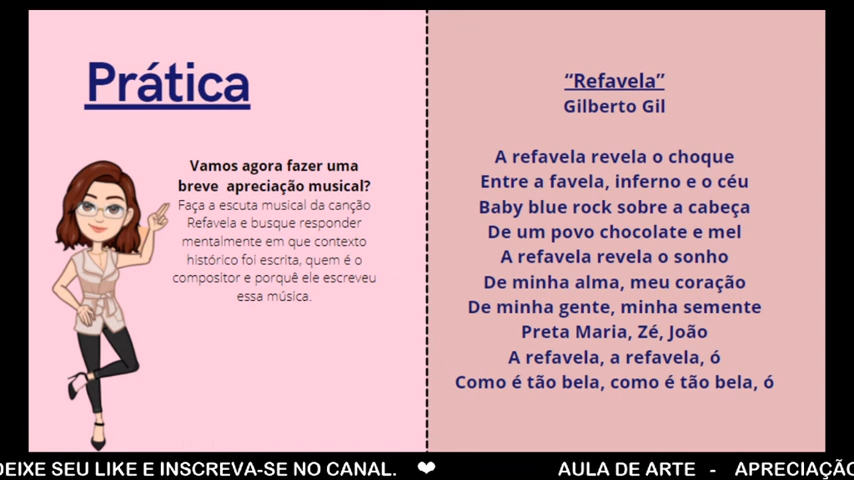 Prática
Vamos agora fazer uma
breve apreciação musical?
Faça a escuta musical da canção
Refavela e busque responder
mentalmente em que contexto
histórico foi escrita, quem é o
compositor e porquê ele escreveu
essa música.
“Refavela”
Gilberto Gil
A refavela revela o choque
Entre a favela, inferno e o céu
Baby blue rock sobre a cabeça
De um povo chocolate e mel
A refavela revela o sonho
De minha alma, meu coração
De minha gente, minha semente
Preta Maria, Zé, João
A refavela, a refavela, ó
Como é tão bela, como é tão bela, ó
DEIXE SEU LIKE E INSCREVA-SE NO CANAL. ❤ AULA DE ARTE - APRECIAÇÃO